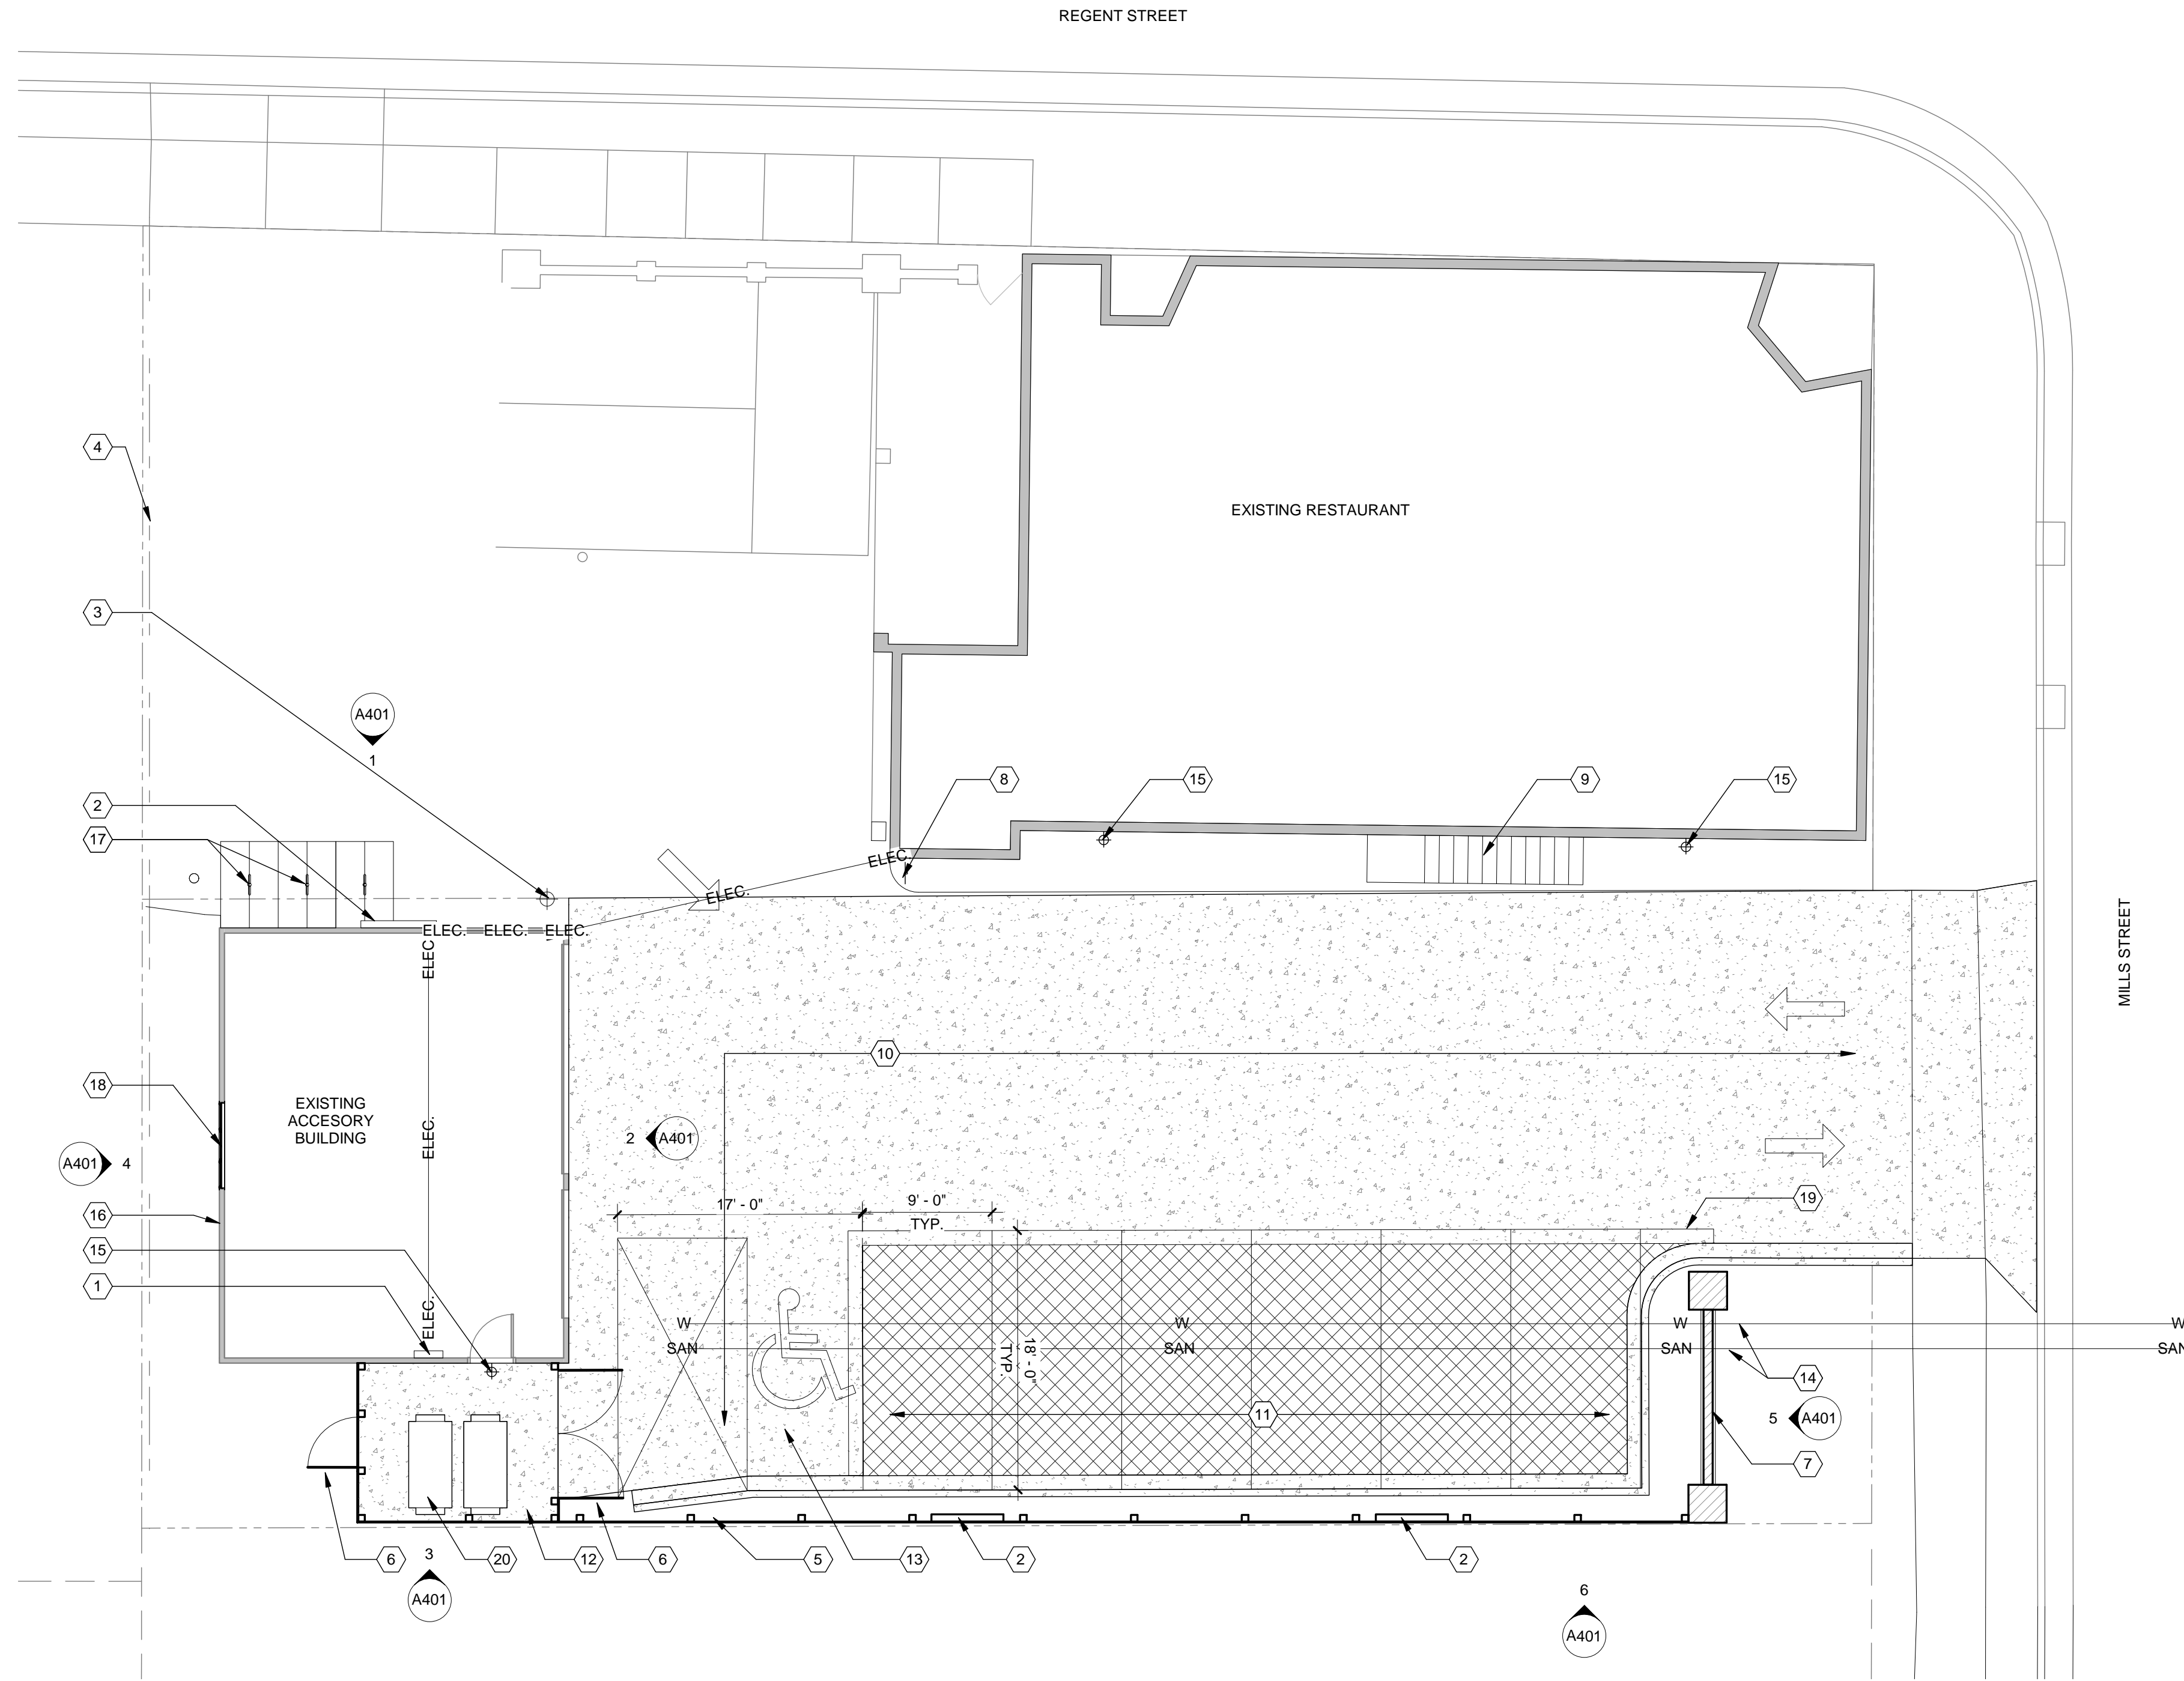 REGENT STREET
4
EXISTING RESTAURANT
3
A401
1
8
15
9
15
2
17
ELEC.
ELEC.
ELEC. ELEC. ELEC.
ELEC.
MILLS STREET
10
18
EXISTING
ACCESORY
BUILDING
ELEC.
2 A401
A401 4
16
17' - 0"
9' - 0"
TYP.
19
15
1
ELEC.
W W W W
SAN SAN SAN SAN
18' - 0"
TYP.
14
11
5 A401
7
6
3
A401
20
12
6
5
13
2
2
6
A401